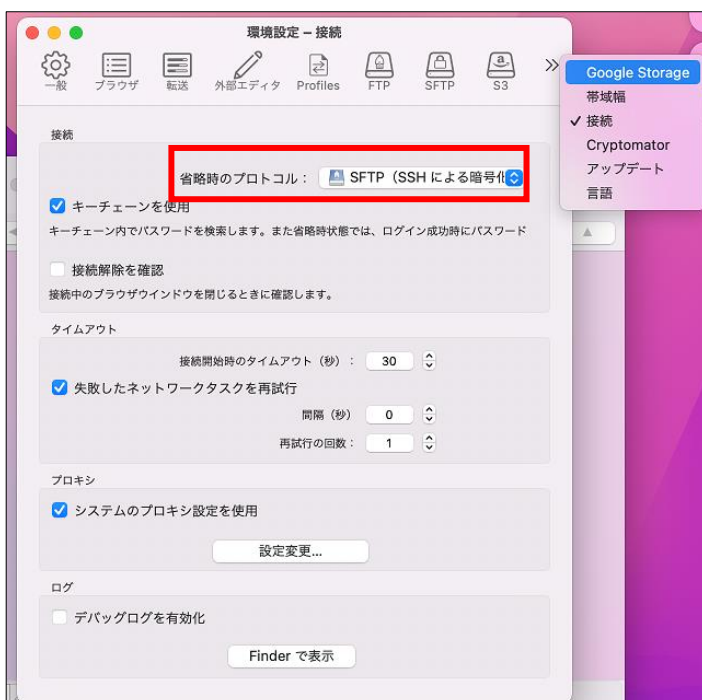 環境設定 – 接続
一般
ブラウザ
転送
外部エディタ
Profiles
FTP
SFTP
S3
Google Storage
帯域幅
✓ 接続
Cryptomator
アップデート
言語
接続
省略時のプロトコル： SFTP（SSH による暗号化
キーチェーンを使用
キーチェーン内でパスワードを検索します。また省略時状態では、ログイン成功時にパスワード
接続解除を確認
接続中のブラウザウインドウを閉じるときに確認します。
タイムアウト
接続開始時のタイムアウト（秒）： 30
失敗したネットワークタスクを再試行
間隔（秒） 0
再試行の回数： 1
プロキシ
システムのプロキシ設定を使用
設定変更...
ログ
デバッグログを有効化
Finder で表示